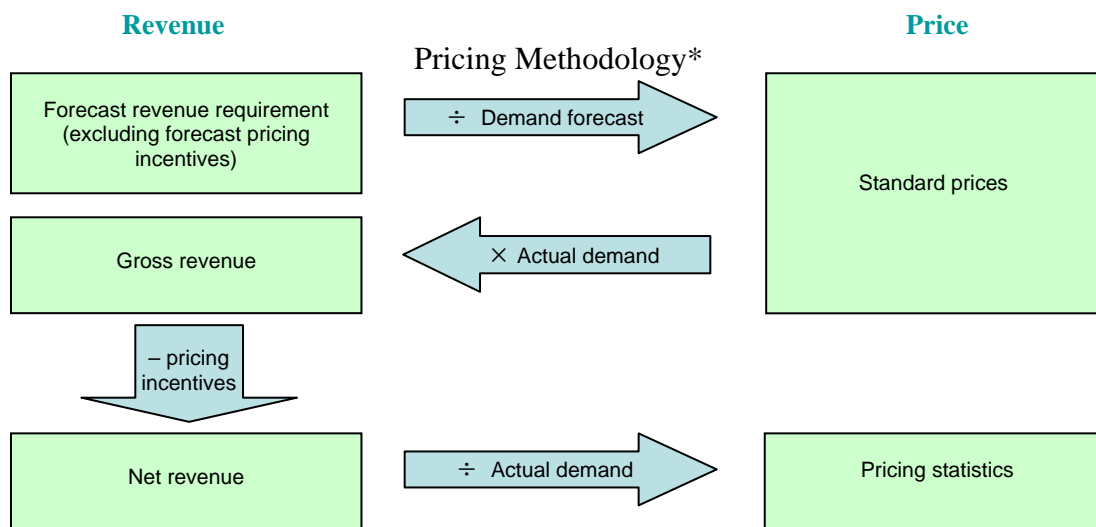 Revenue
Price
Pricing Methodology*
Forecast revenue requirement
(excluding forecast pricing
incentives)
÷ Demand forecast
Standard prices
Gross revenue
× Actual demand
– pricing
incentives
Net revenue
÷ Actual demand
Pricing statistics